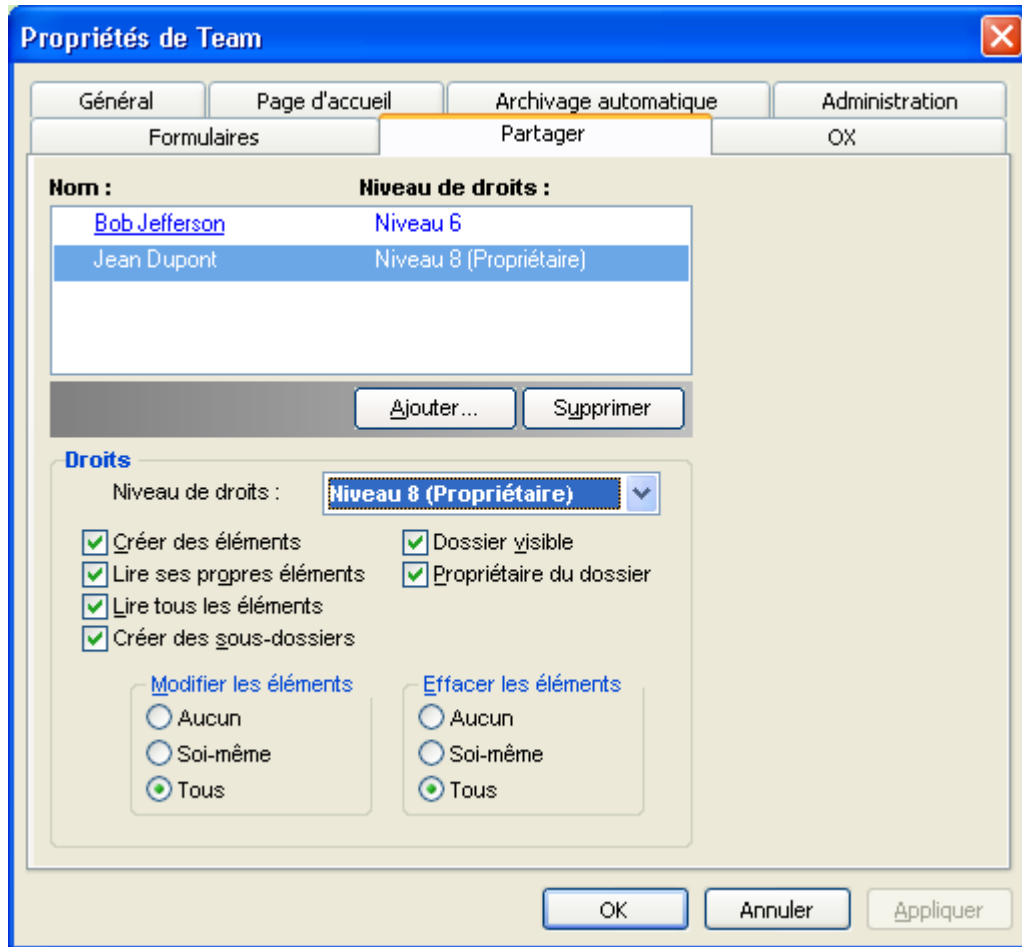 Propriétés de Team
Général Page d'accueil Archivage automatique Administration
Formulaires Partager OX
Nom : Niveau de droits :
Bob Jefferson Niveau 6
Jean Dupont Niveau 8 (Propriétaire)
Ajouter... Supprimer
Droits
Niveau de droits : Niveau 8 (Propriétaire)
Créer des éléments Dossier visible
Lire ses propres éléments Propriétaire du dossier
Lire tous les éléments
Créer des sous-dossiers
Modifier les éléments Effacer les éléments
Aucun Aucun
Soi-même Soi-même
Tous Tous
OK Annuler Appliquer